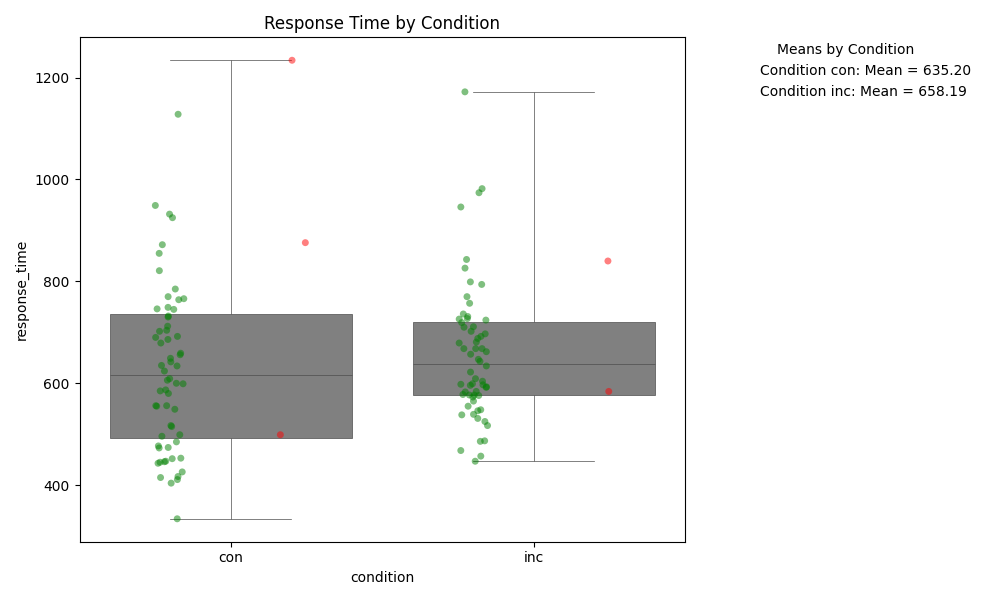 Response Time by Condition
Means by Condition
Condition con: Mean = 635.20
Condition inc: Mean = 658.19
response_time
1200
1000
800
600
400
con inc
condition